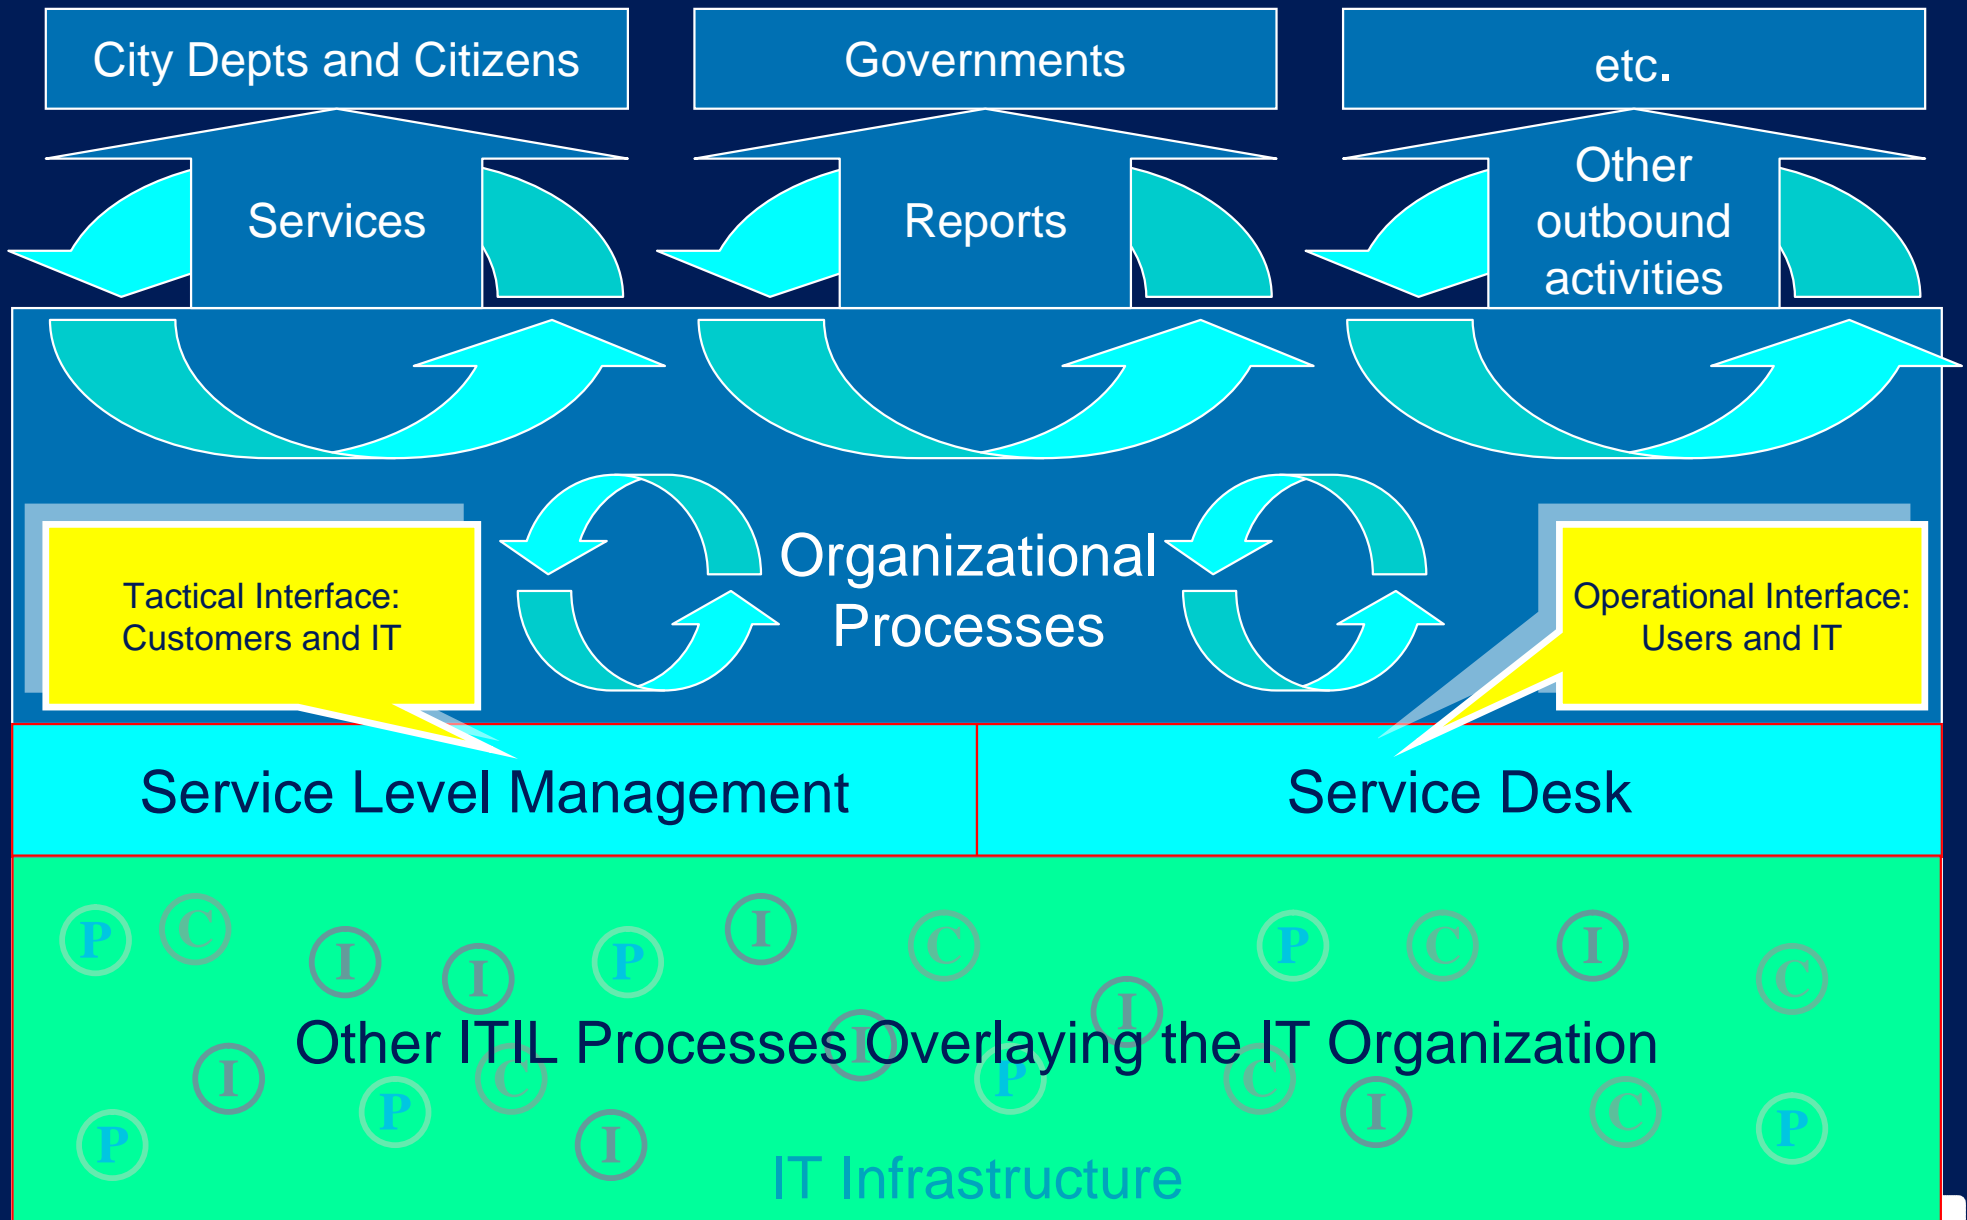 City Depts and Citizens
Governments
etc.
Services
Reports
Other
outbound
activities
Organizational
Processes
Tactical Interface:
Customers and IT
Operational Interface:
Users and IT
Service Level Management
Service Desk
P C I I P I C P C I C
I I
Other ITIL Processes Overlaying the IT Organization
I P C P C I C
P I P
IT Infrastructure